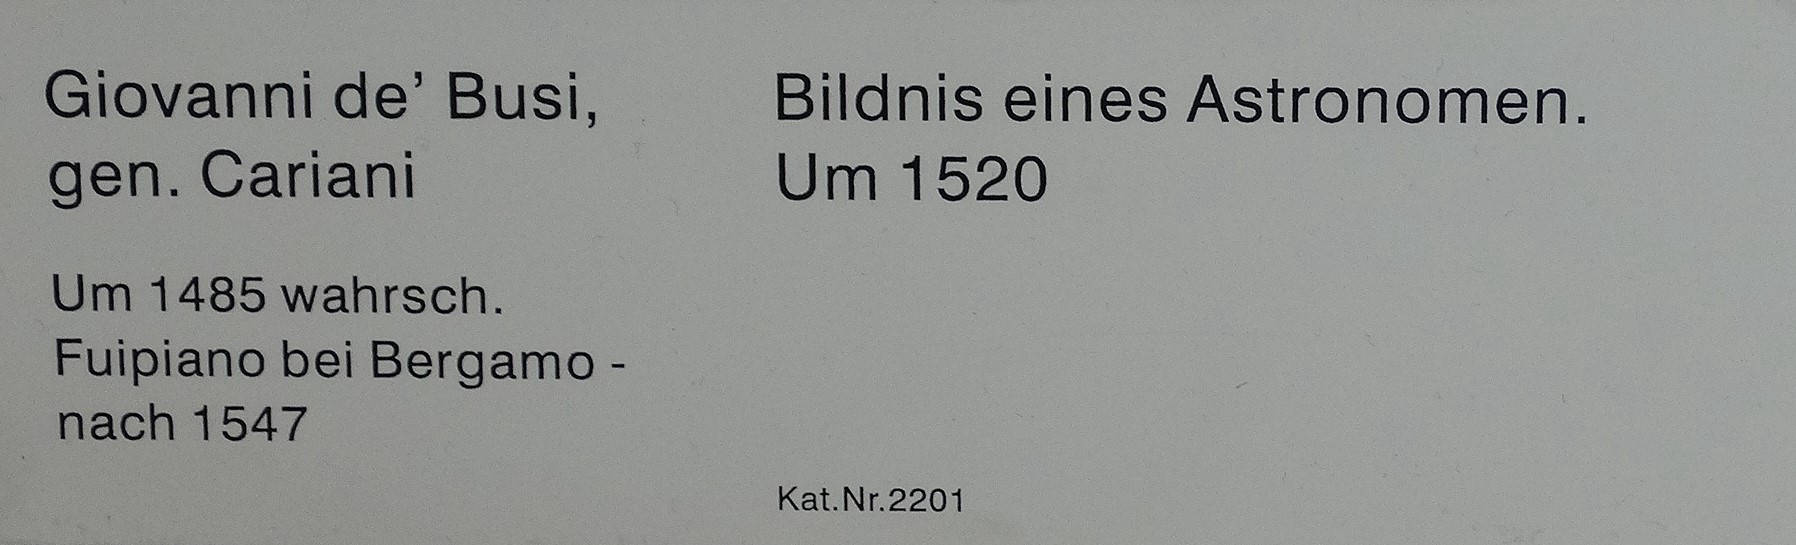 Giovanni de' Busi,
gen. Cariani
Um 1485 wahrsch.
Fuipiano bei Bergamo -
nach 1547
Bildnis eines Astronomen.
Um 1520
Kat.Nr.2201